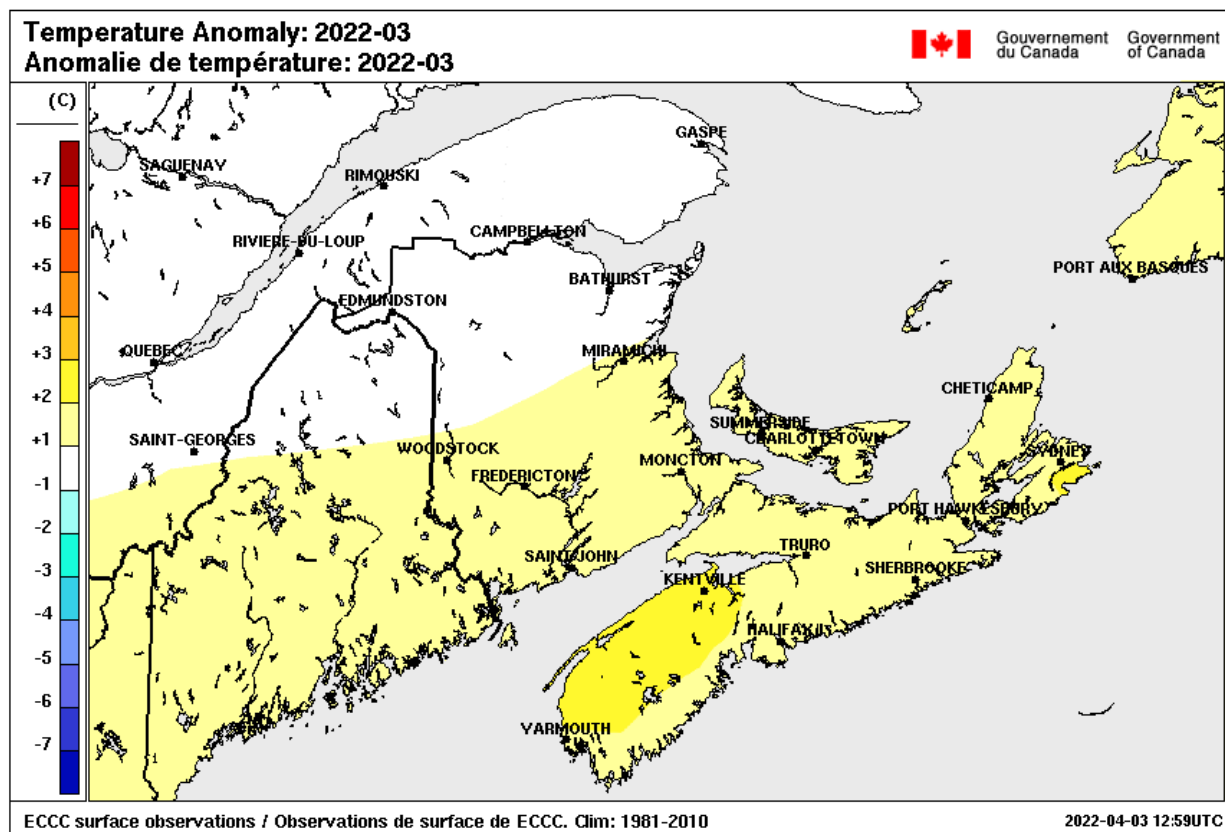 Temperature Anomaly: 2022-03
Anomalie de température: 2022-03
Gouvernement du Canada
Government of Canada
(C)
+7
+6
+5
+4
+3
+2
+1
-1
-2
-3
-4
-5
-6
-7
GASPE
SAGUENAY
RIMOUSKI
CAMPBELLTON
RIVIERE-DU-LOUP
PORT AUX BASQUES
BATHURST
EDMUNDSTON
QUEBEC
MIRAMICHI
CHETICAMP
SUMMERSIDE
SAINT-GEORGES
CHARLOTTETOWN
WOODSTOCK
MONCTON
SYDNEY
FREDERICTON
PORT HAWKESBURY
TRURO
SAINT JOHN
SHERBROOKE
KENTVILLE
HALIFAX IS
YARMOUTH
ECCC surface observations / Observations de surface de ECCC. Clim: 1981-2010
2022-04-03 12:59UTC